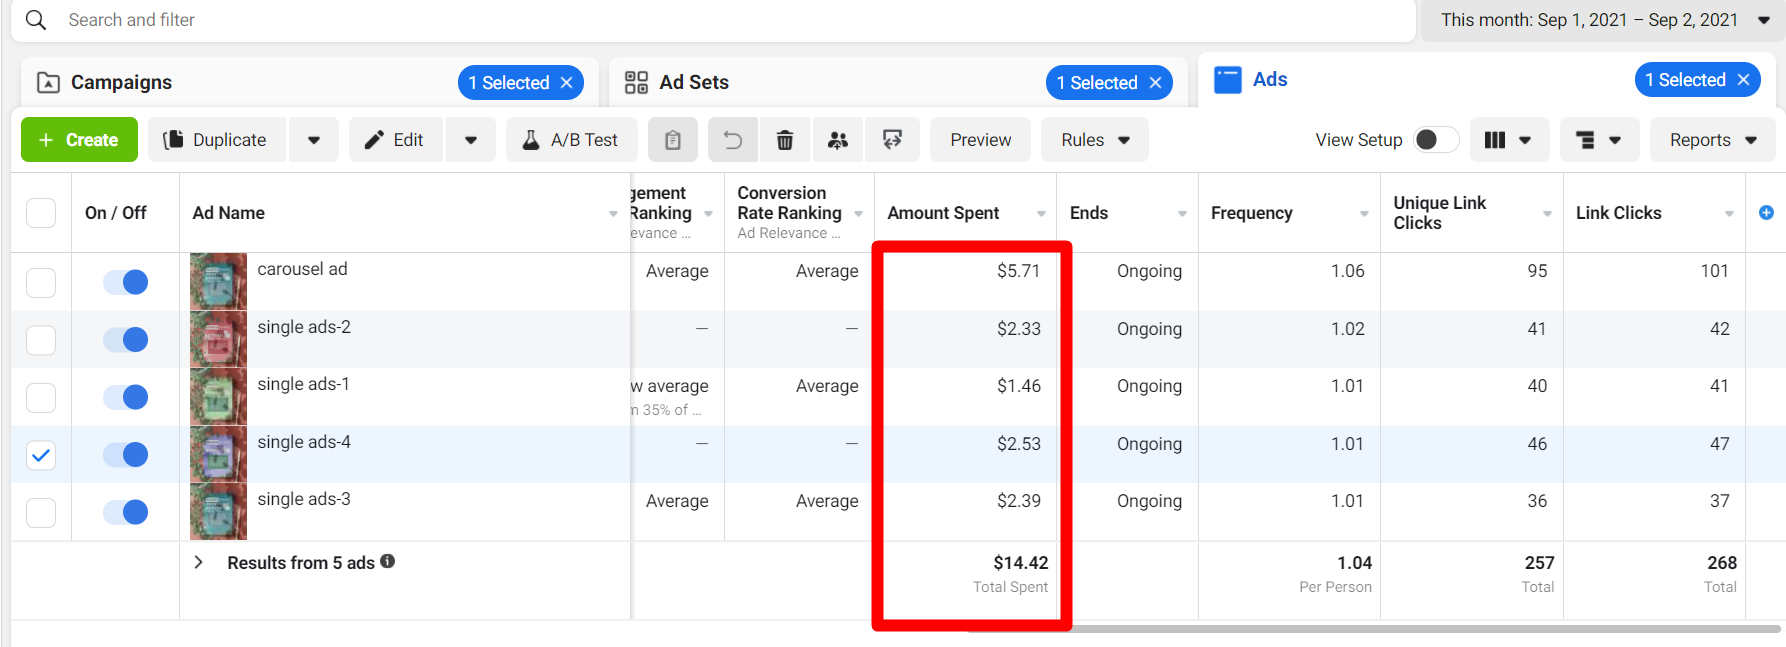 Search and filter
This month: Sep 1, 2021 – Sep 2, 2021
Campaigns
1 Selected ×
Ad Sets
1 Selected ×
Ads
1 Selected ×
+ Create
Duplicate
Edit
A/B Test
Preview
Rules
View Setup
Reports
On / Off
Ad Name
gement
Ranking
evance ...
Conversion
Rate Ranking
Ad Relevance ...
Amount Spent
Ends
Frequency
Unique Link
Clicks
Link Clicks
carousel ad
Average
Average
$5.71
Ongoing
1.06
95
101
single ads-2
—
—
$2.33
Ongoing
1.02
41
42
single ads-1
w average
n 35% of ...
Average
$1.46
Ongoing
1.01
40
41
single ads-4
—
—
$2.53
Ongoing
1.01
46
47
single ads-3
Average
Average
$2.39
Ongoing
1.01
36
37
Results from 5 ads
$14.42
Total Spent
1.04
Per Person
257
Total
268
Total